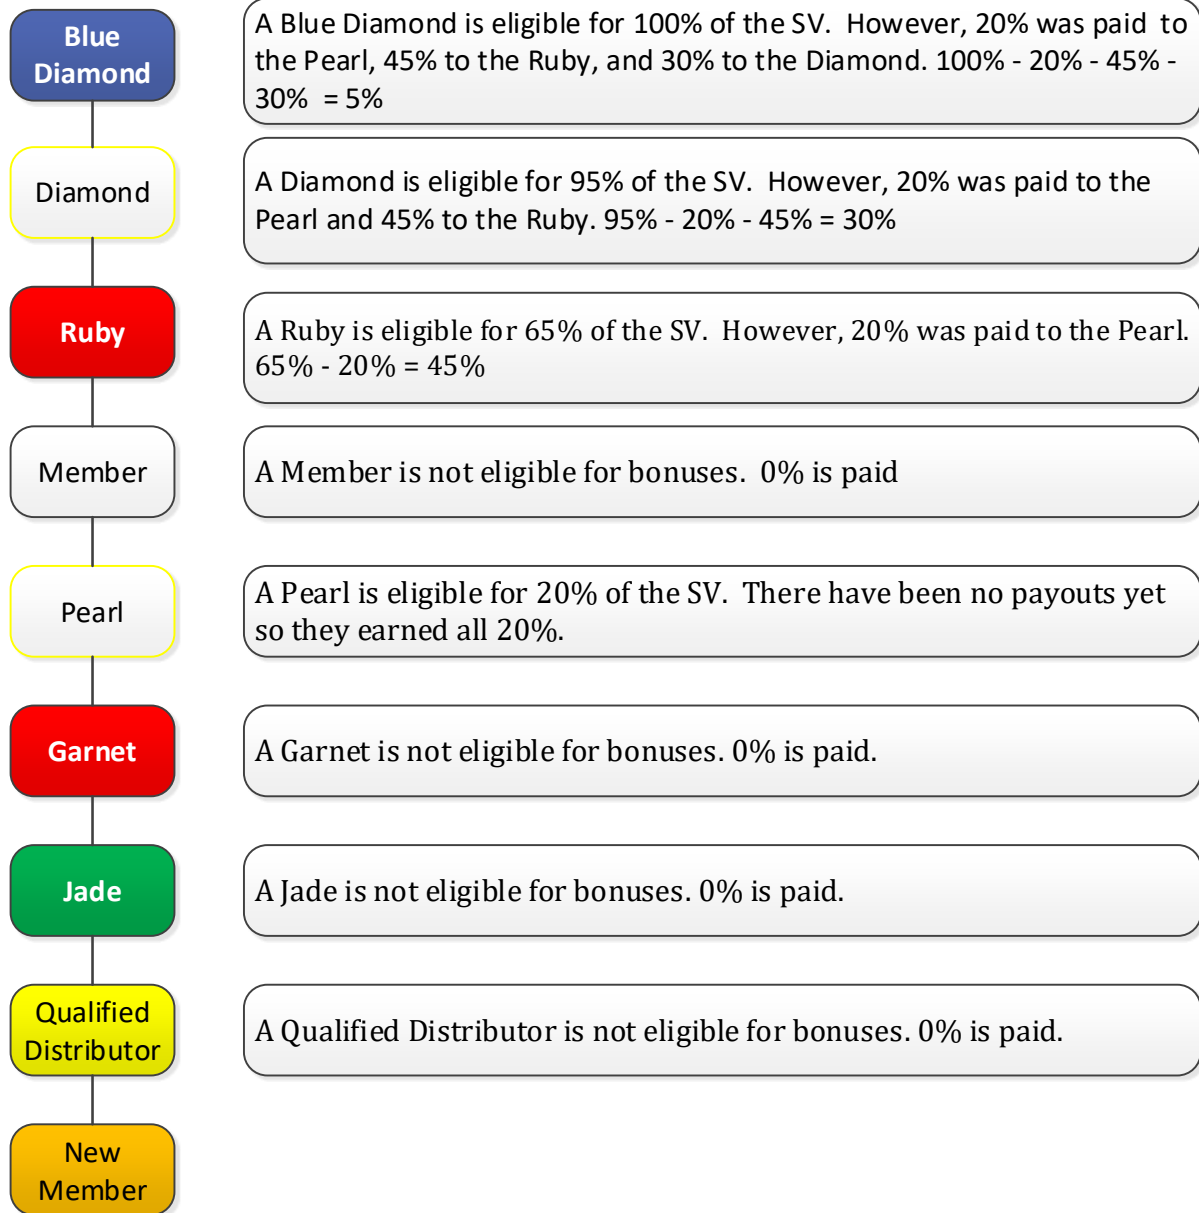 Blue
Diamond
A Blue Diamond is eligible for 100% of the SV.  However, 20% was paid  to
the Pearl, 45% to the Ruby, and 30% to the Diamond. 100% - 20% - 45% -
30%  = 5%
Diamond
A Diamond is eligible for 95% of the SV.  However, 20% was paid to the
Pearl and 45% to the Ruby. 95% - 20% - 45% = 30%
Ruby
A Ruby is eligible for 65% of the SV.  However, 20% was paid to the Pearl.
65% - 20% = 45%
Member
A Member is not eligible for bonuses.  0% is paid
Pearl
A Pearl is eligible for 20% of the SV.  There have been no payouts yet
so they earned all 20%.
Garnet
A Garnet is not eligible for bonuses. 0% is paid.
Jade
A Jade is not eligible for bonuses. 0% is paid.
Qualified
Distributor
A Qualified Distributor is not eligible for bonuses. 0% is paid.
New
Member